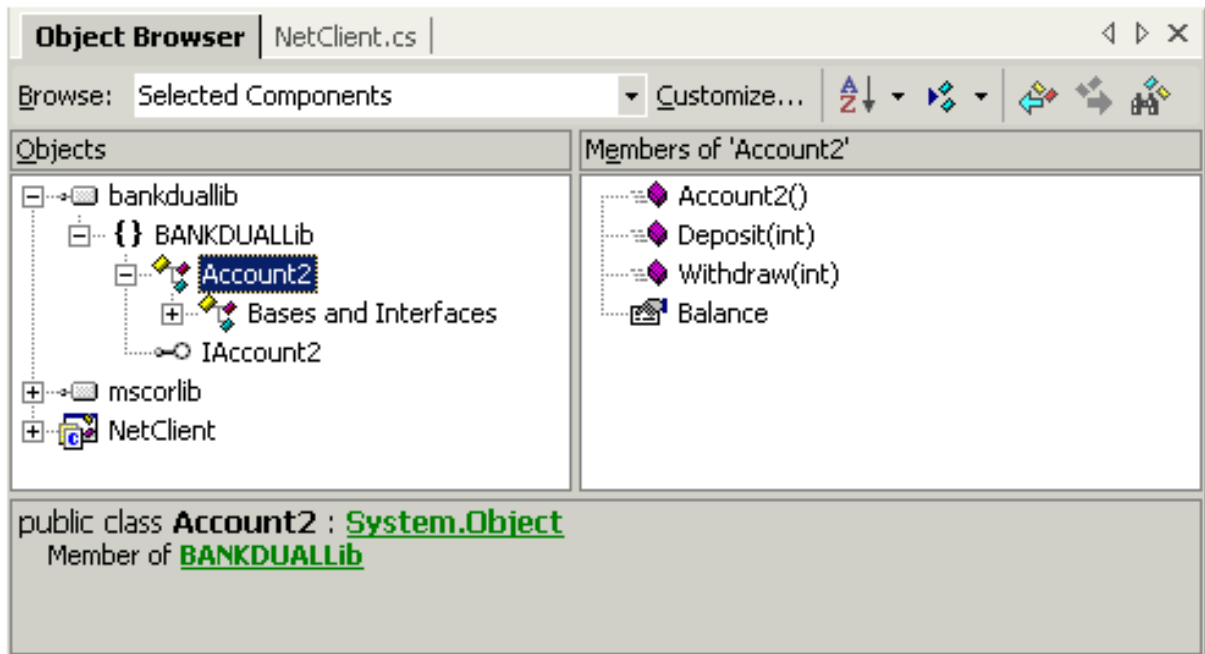 Object Browser NetClient.cs
Browse: Selected Components Customize... A Z
Objects
Members of 'Account2'
bankduallib
{} BANKDUALLib
Account2
Bases and Interfaces
IAccount2
mscorlib
C NetClient
Account2()
Deposit(int)
Withdraw(int)
Balance
public class Account2 : System.Object
Member of BANKDUALLib